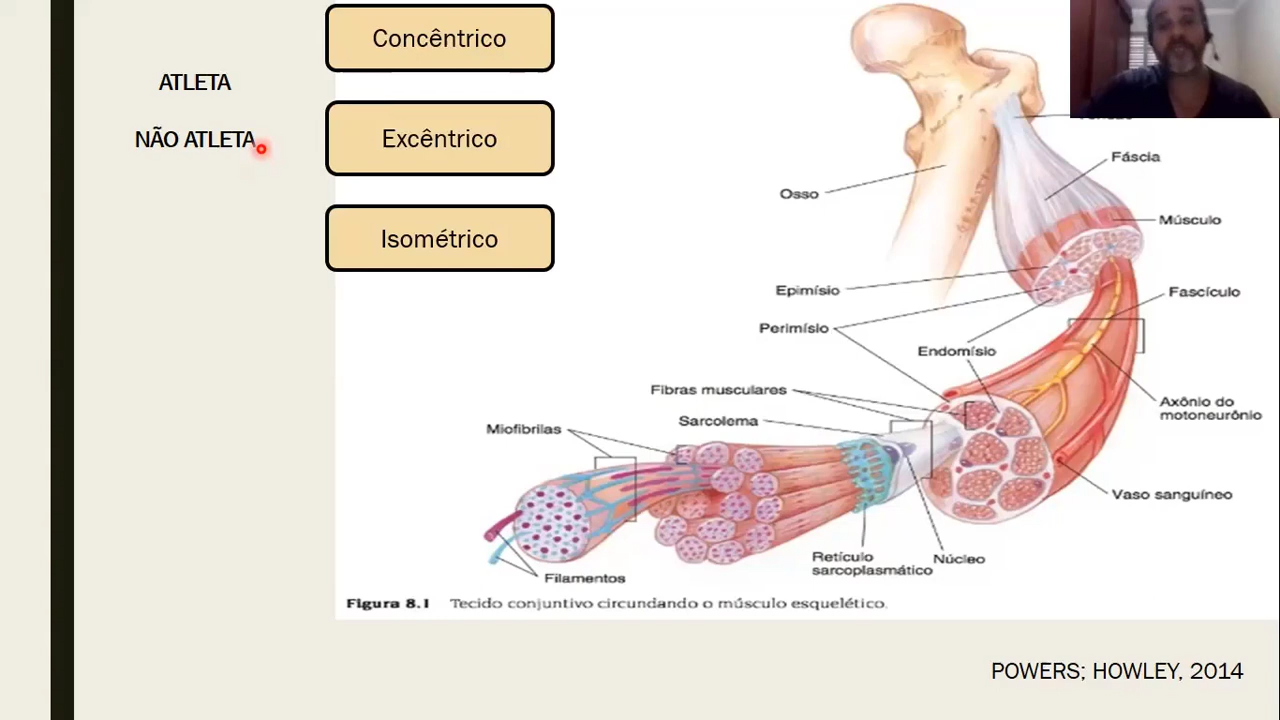 Concêntrico
ATLETA
NÃO ATLETA
Excêntrico
Isométrico
Fáscia
Osso
Músculo
Epimísio
Fascículo
Perimísio
Endomísio
Fibras musculares
Axônio do
motoneurônio
Sarcolema
Miofibrilas
Vaso sanguíneo
Retículo
sarcoplasmático
Núcleo
Filamentos
Figura 8.1 Tecido conjuntivo circundando o músculo esquelético.
POWERS; HOWLEY, 2014